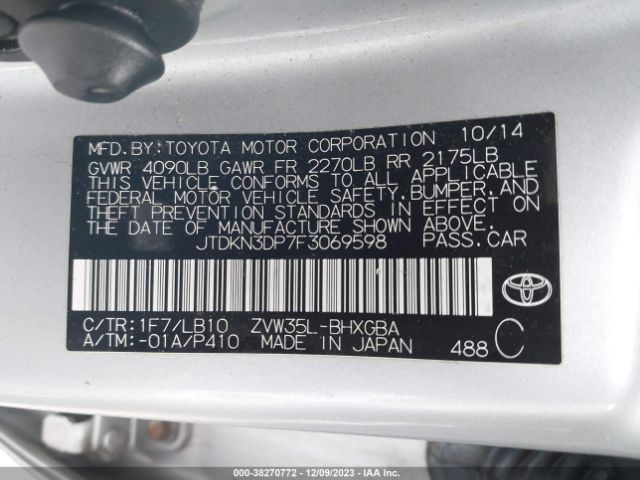 MFD.BY:TOYOTA MOTOR CORPORATION 10/14
GVWR 4090LB GAWR FR 2270LB RR 2175LB
THIS VEHICLE CONFORMS TO ALL APPLICABLE
FEDERAL MOTOR VEHICLE SAFETY,BUMPER,AND
THEFT PREVENTION STANDARDS IN EFFECT ON
THE DATE OF MANUFACTURE SHOWN ABOVE.
JTDKN3DP7F3069598 PASS.CAR
C/TR:1F7/LB10 ZVW35L-BHXGBA
A/TM:-01A/P410 MADE IN JAPAN 488 C
TOYOTA
000-38270772 - 12/09/2023 - IAA Inc.